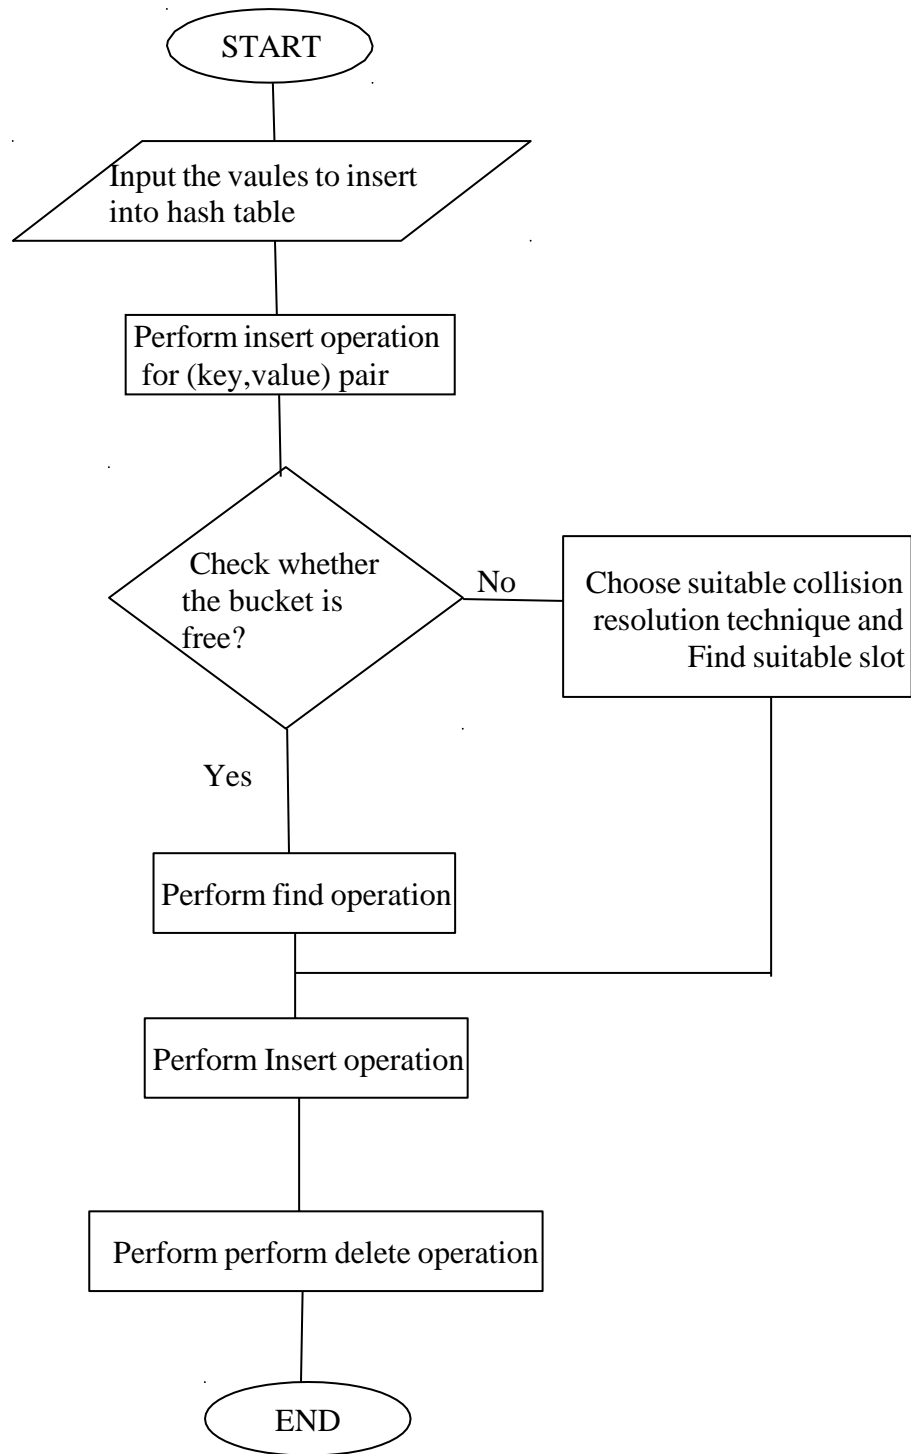 START
Input the vaules to insert
into hash table
Perform insert operation
for (key,value) pair
Check whether
the bucket is
free?
No
Choose suitable collision
resolution technique and
Find suitable slot
Yes
Perform find operation
Perform Insert operation
Perform perform delete operation
END